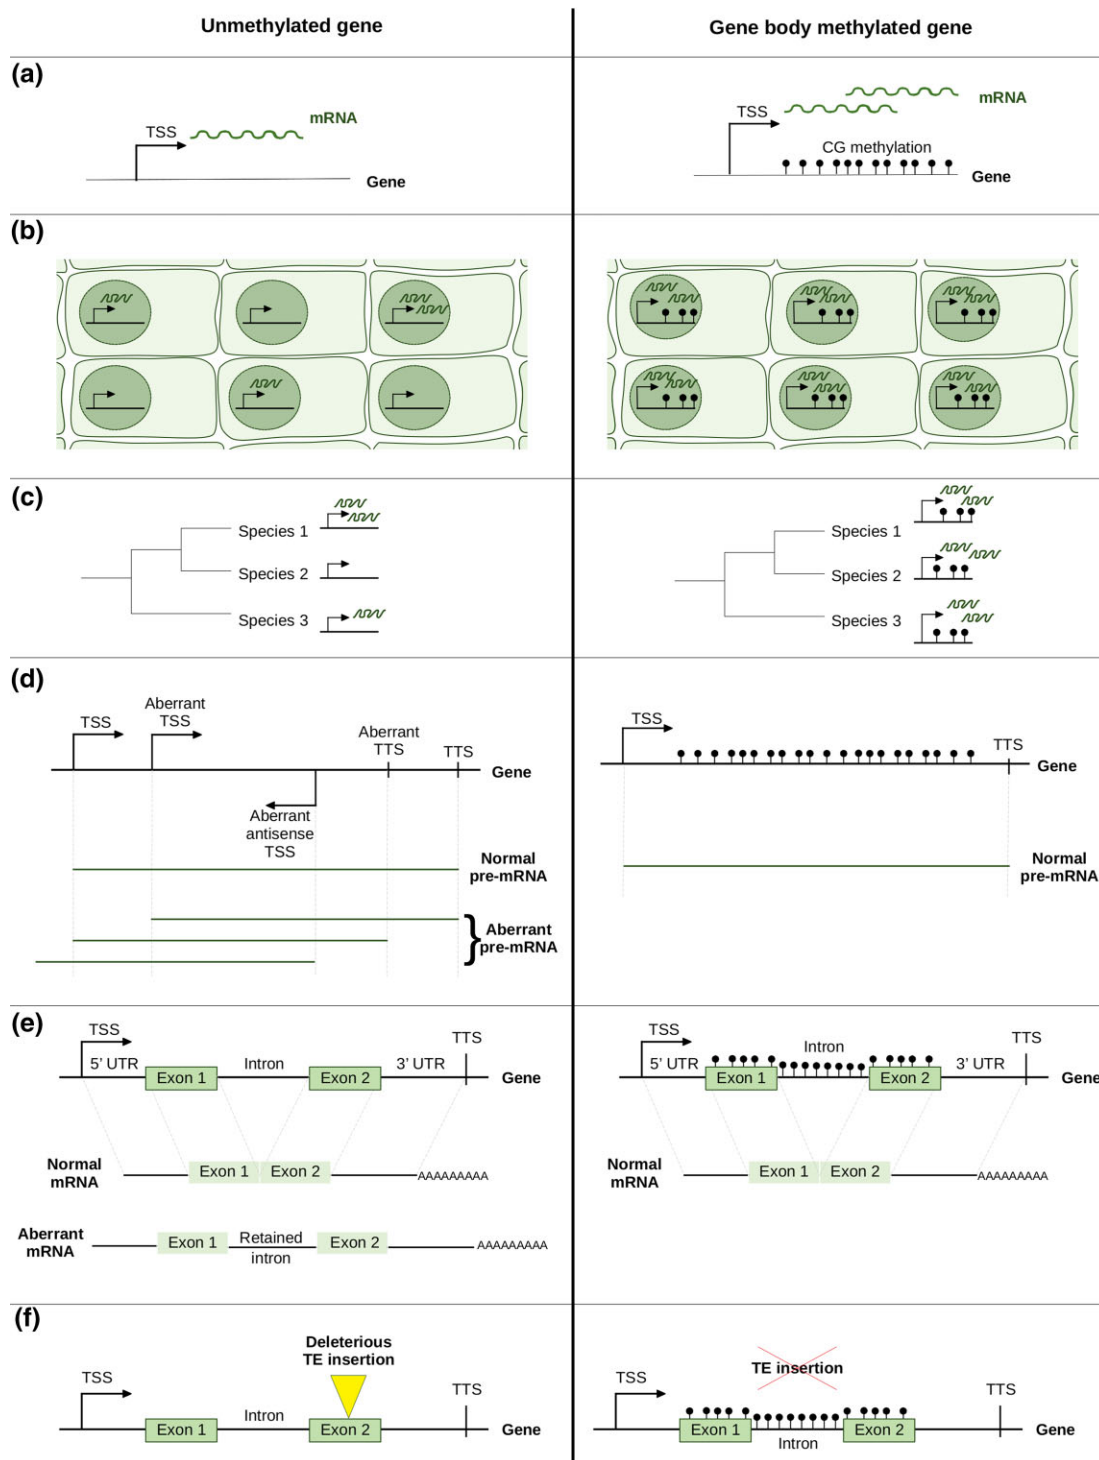 Unmethylated gene
Gene body methylated gene
(a)
TSS
mRNA
Gene
TSS
mRNA
CG methylation
Gene
(b)
(c)
Species 1
Species 2
Species 3
Species 1
Species 2
Species 3
(d)
TSS
Aberrant
TSS
Aberrant
TTS
TTS
Gene
Aberrant
antisense
TSS
Normal
pre-mRNA
Aberrant
pre-mRNA
TSS
TTS
Gene
Normal
pre-mRNA
(e)
TSS
TTS
5' UTR
Intron
3' UTR
Exon 1
Exon 2
Gene
Normal
mRNA
Exon 1
Exon 2
AAAAAAAAA
Aberrant
mRNA
Exon 1
Retained
intron
Exon 2
AAAAAAAAA
TSS
TTS
5' UTR
Intron
3' UTR
Exon 1
Exon 2
Gene
Normal
mRNA
Exon 1
Exon 2
AAAAAAAAA
(f)
Deleterious
TE insertion
TSS
TTS
Intron
Exon 1
Exon 2
Gene
TE insertion
TSS
TTS
Exon 1
Intron
Exon 2
Gene